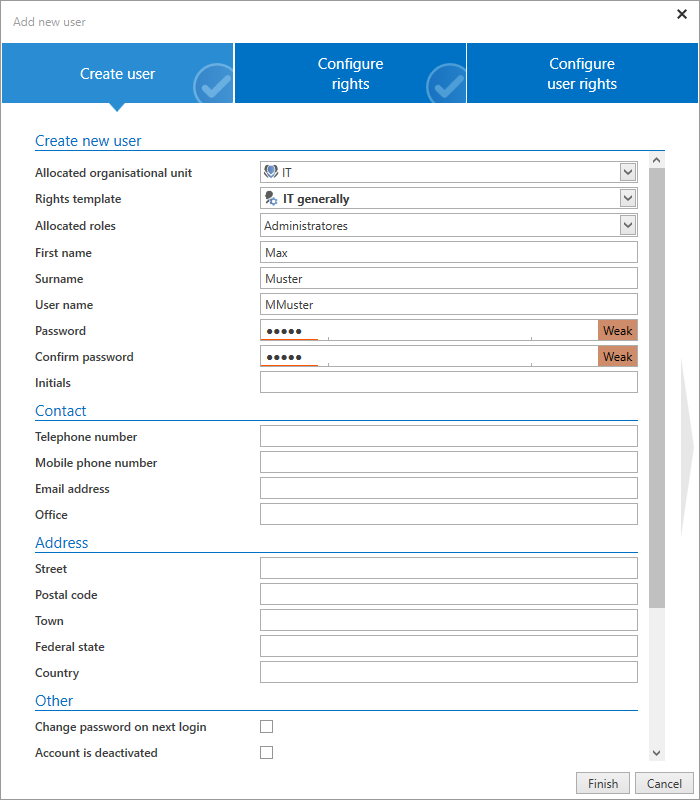 Add new user
Create user
Configure
rights
Configure
user rights
Create new user
Allocated organisational unit IT
Rights template IT generally
Allocated roles Administratores
First name Max
Surname Muster
User name MMuster
Password ●●●●● Weak
Confirm password ●●●●● Weak
Initials
Contact
Telephone number
Mobile phone number
Email address
Office
Address
Street
Postal code
Town
Federal state
Country
Other
Change password on next login
Account is deactivated
Finish Cancel